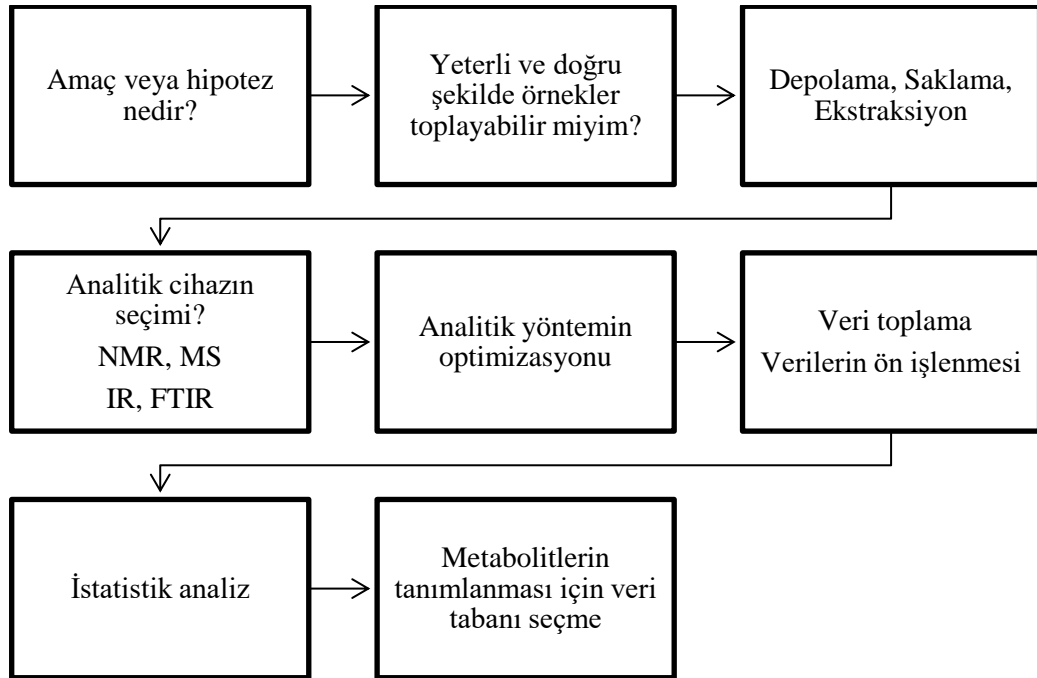 Amaç veya hipotez
nedir?
Yeterli ve doğru
şekilde örnekler
toplayabilir miyim?
Depolama, Saklama,
Ekstraksiyon
Analitik cihazın
seçimi?
NMR, MS
IR, FTIR
Analitik yöntemin
optimizasyonu
Veri toplama
Verilerin ön işlenmesi
İstatistik analiz
Metabolitlerin
tanımlanması için veri
tabanı seçme